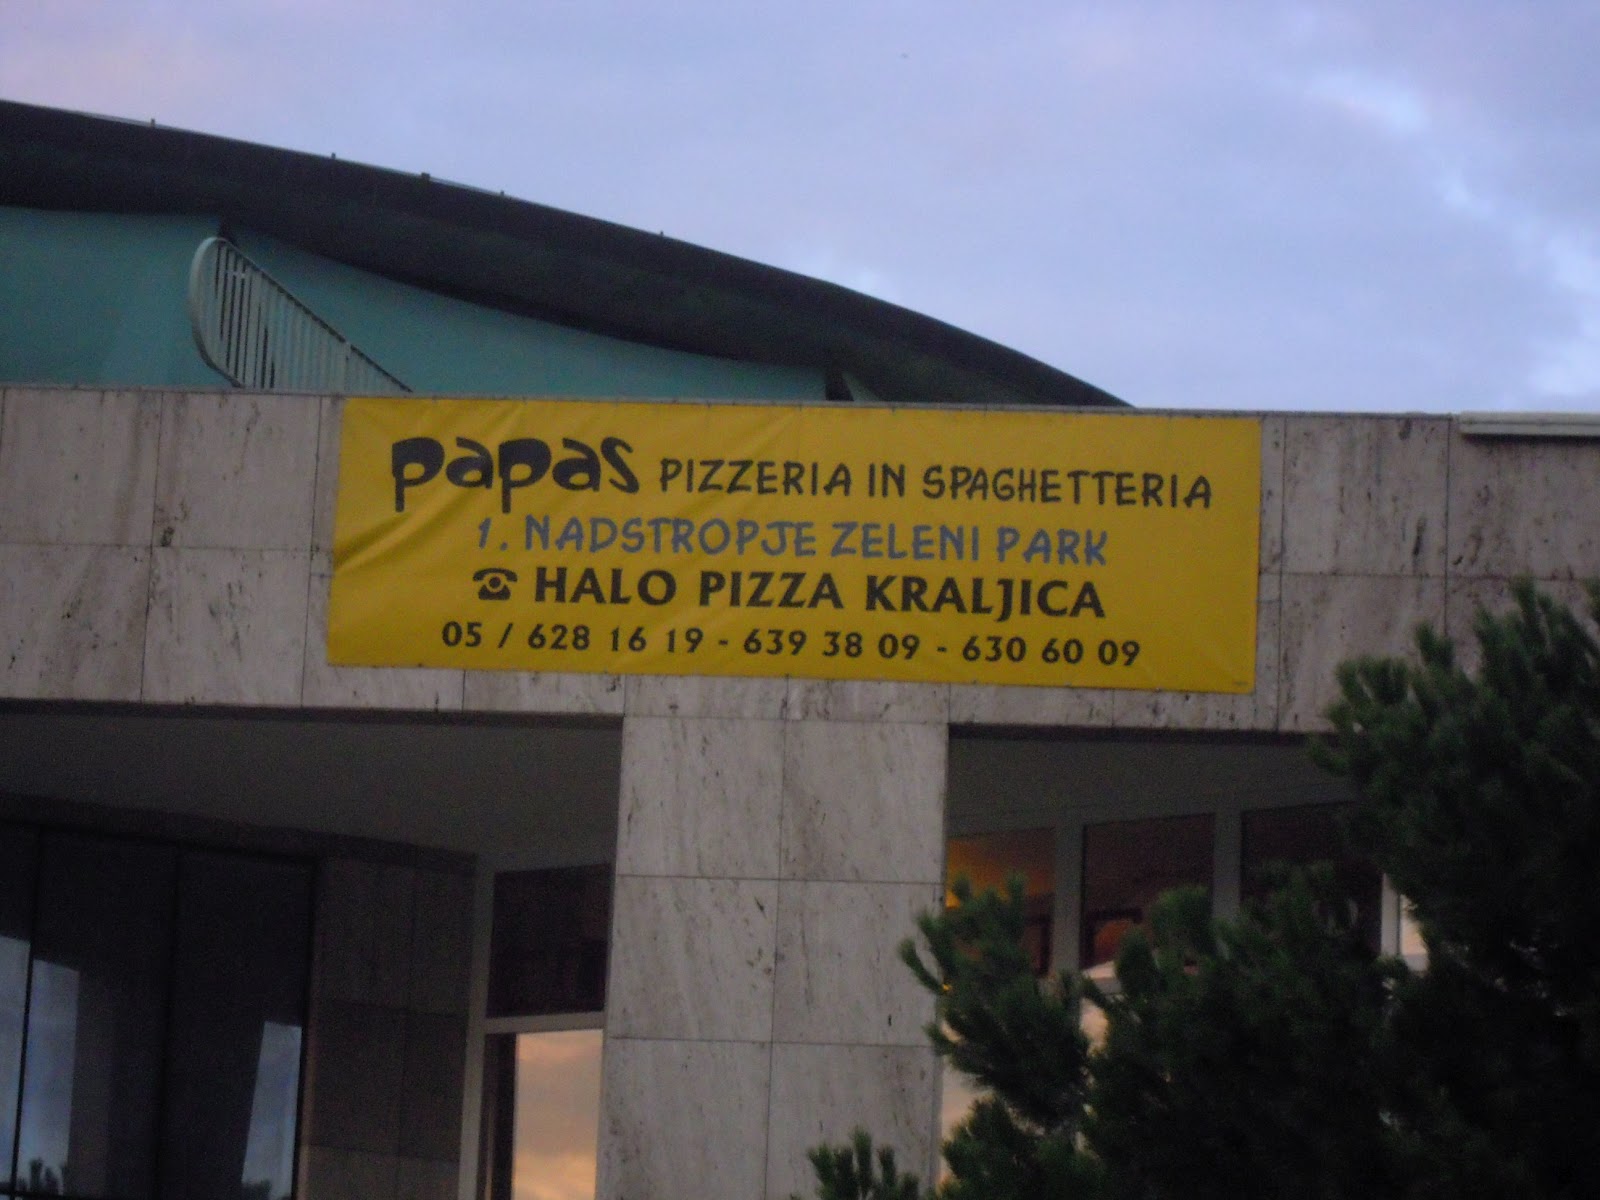 papas PIZZERIA IN SPAGHETTERIA
1. NADSTROPJE ZELENI PARK
☎ HALO PIZZA KRALJICA
05 / 628 16 19 - 639 38 09 - 630 60 09